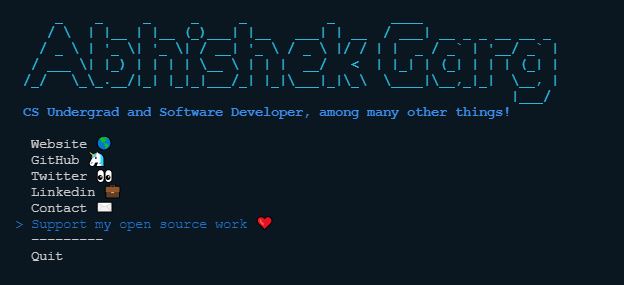 Abhishek Garg
CS Undergrad and Software Developer, among many other things!
Website 🌎
GitHub 🦄
Twitter 👀
Linkedin 💼
Contact ✉️
> Support my open source work ❤️
---------
Quit